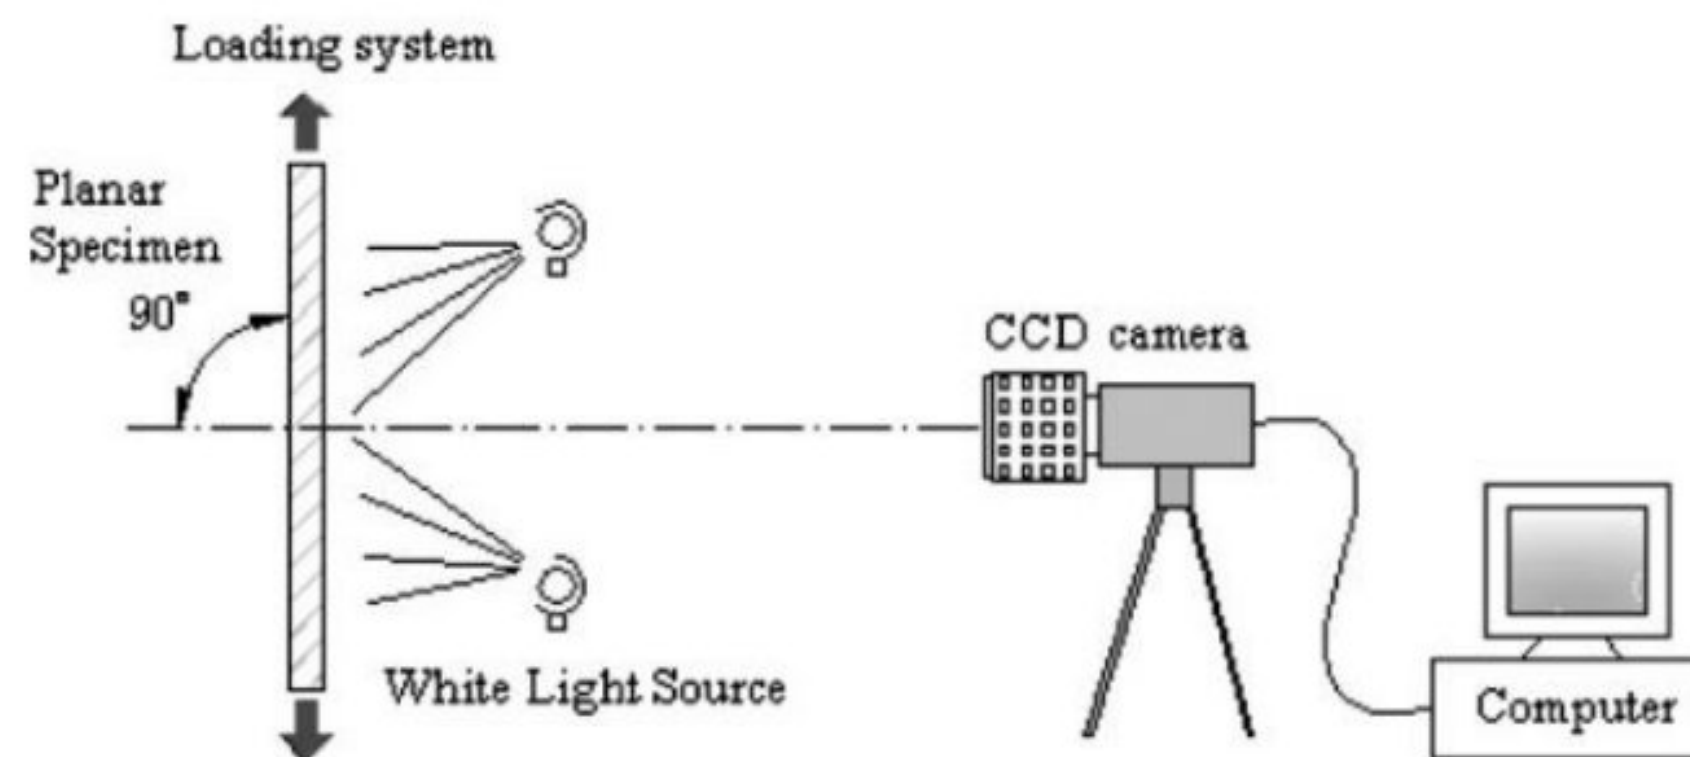 Loading system
Planar
Specimen
90°
CCD camera
White Light Source
Computer